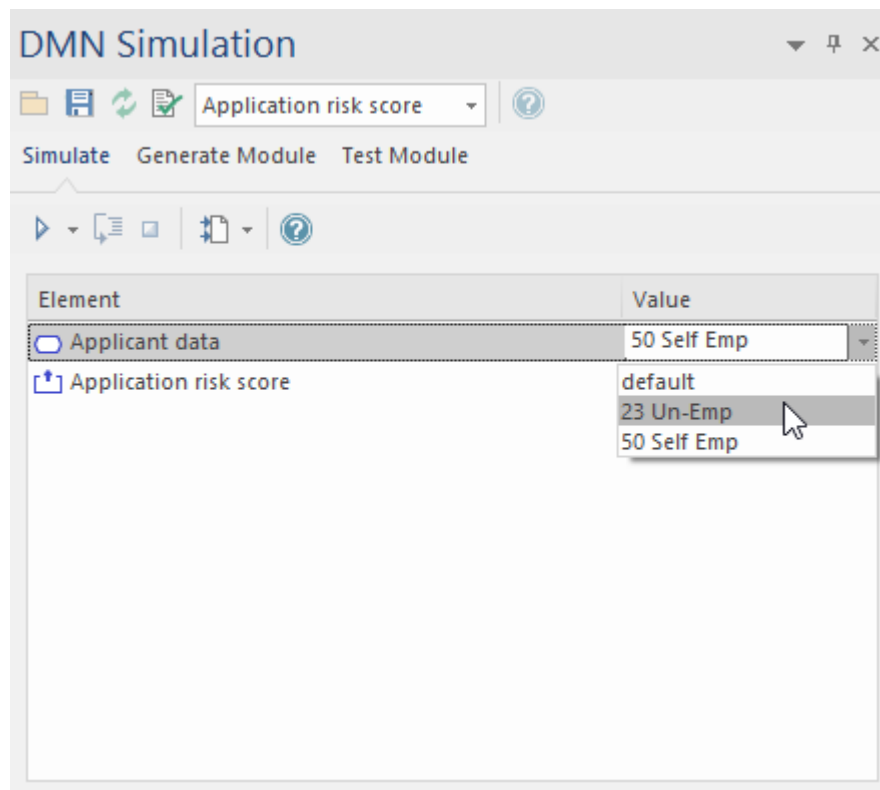 DMN Simulation
Application risk score
Simulate Generate Module Test Module
Element Value
Applicant data 50 Self Emp
Application risk score default
23 Un-Emp
50 Self Emp